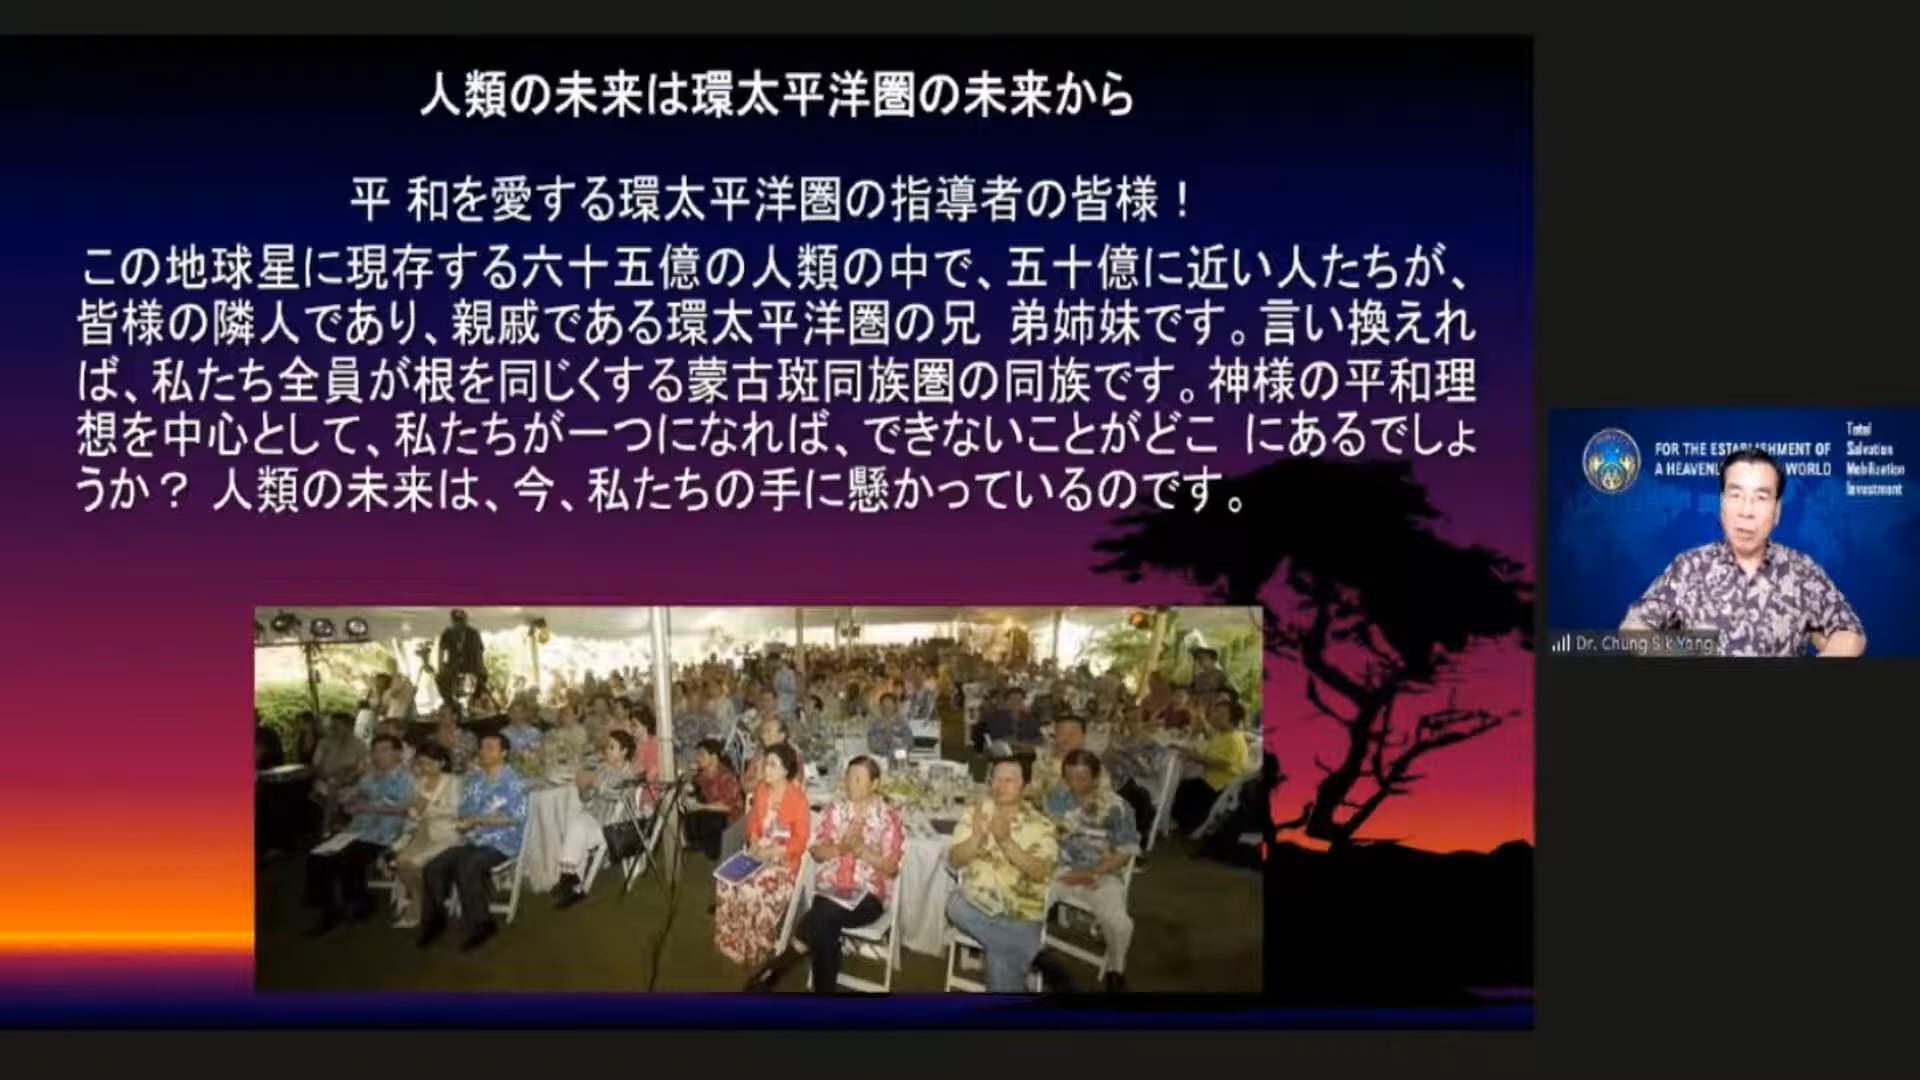 人類の未来は環太平洋圏の未来から
平 和を愛する環太平洋圏の指導者の皆様！
この地球星に現存する六十五億の人類の中で、五十億に近い人たちが、
皆様の隣人であり、親戚である環太平洋圏の兄 弟姉妹です。言い換えれ
ば、私たち全員が根を同じくする蒙古斑同族圏の同族です。神様の平和理
想を中心として、私たちが一つになれば、できないことがどこ にあるでしょ
うか？ 人類の未来は、今、私たちの手に懸かっているのです。
FOR THE ESTABLISHMENT OF
A HEAVENL WORLD
Total
Salvation
Mobilization
Investment
Dr. Chung Sik Yong